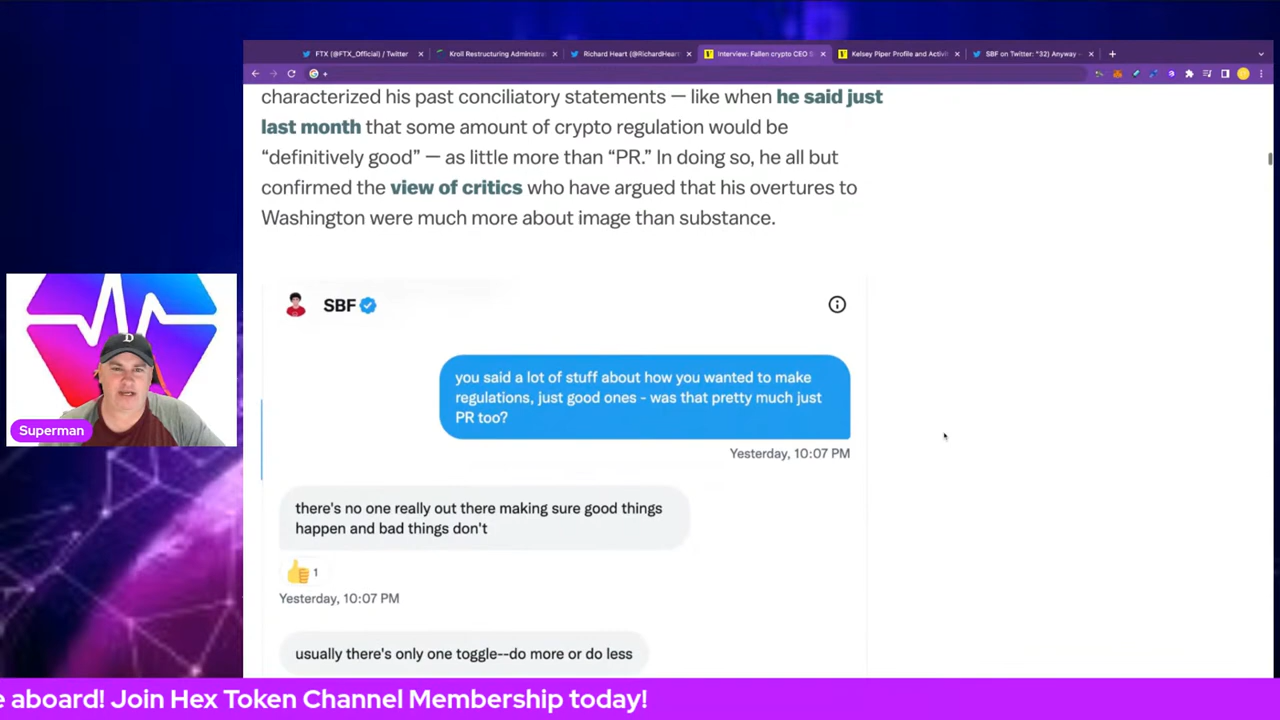 FTX (@FTX_Official) / Twitter
Kroll Restructuring Administra
Richard Heart (@RichardHear
Interview: Fallen crypto CEO S
Kelsey Piper Profile and Activi
SBF on Twitter: "32) Anyway –
characterized his past conciliatory statements — like when he said just
last month that some amount of crypto regulation would be
“definitively good” — as little more than “PR.” In doing so, he all but
confirmed the view of critics who have argued that his overtures to
Washington were much more about image than substance.
SBF
you said a lot of stuff about how you wanted to make
regulations, just good ones - was that pretty much just
PR too?
Yesterday, 10:07 PM
there's no one really out there making sure good things
happen and bad things don't
1
Yesterday, 10:07 PM
usually there's only one toggle--do more or do less
D
Superman
e aboard! Join Hex Token Channel Membership today!